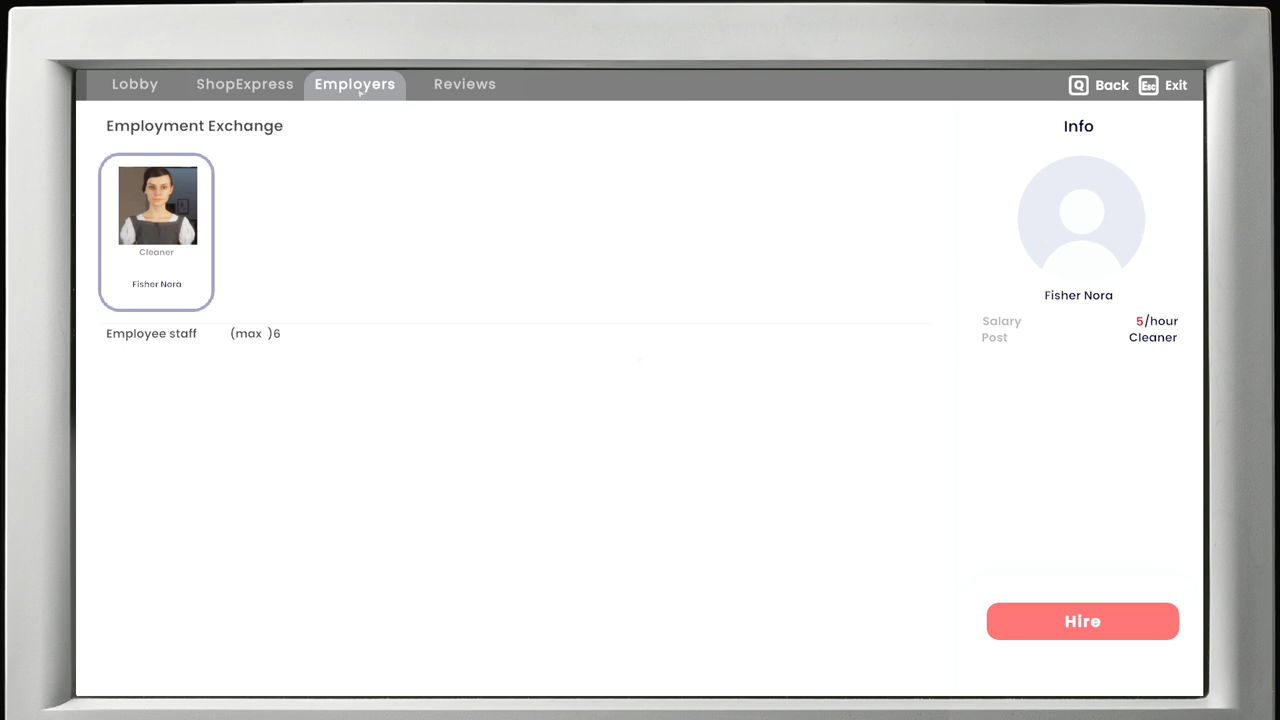 Lobby ShopExpress Employers Reviews Q Back Esc Exit
Employment Exchange
Cleaner
Fisher Nora
Employee staff (max )6
Info
Fisher Nora
Salary 5/hour
Post Cleaner
Hire